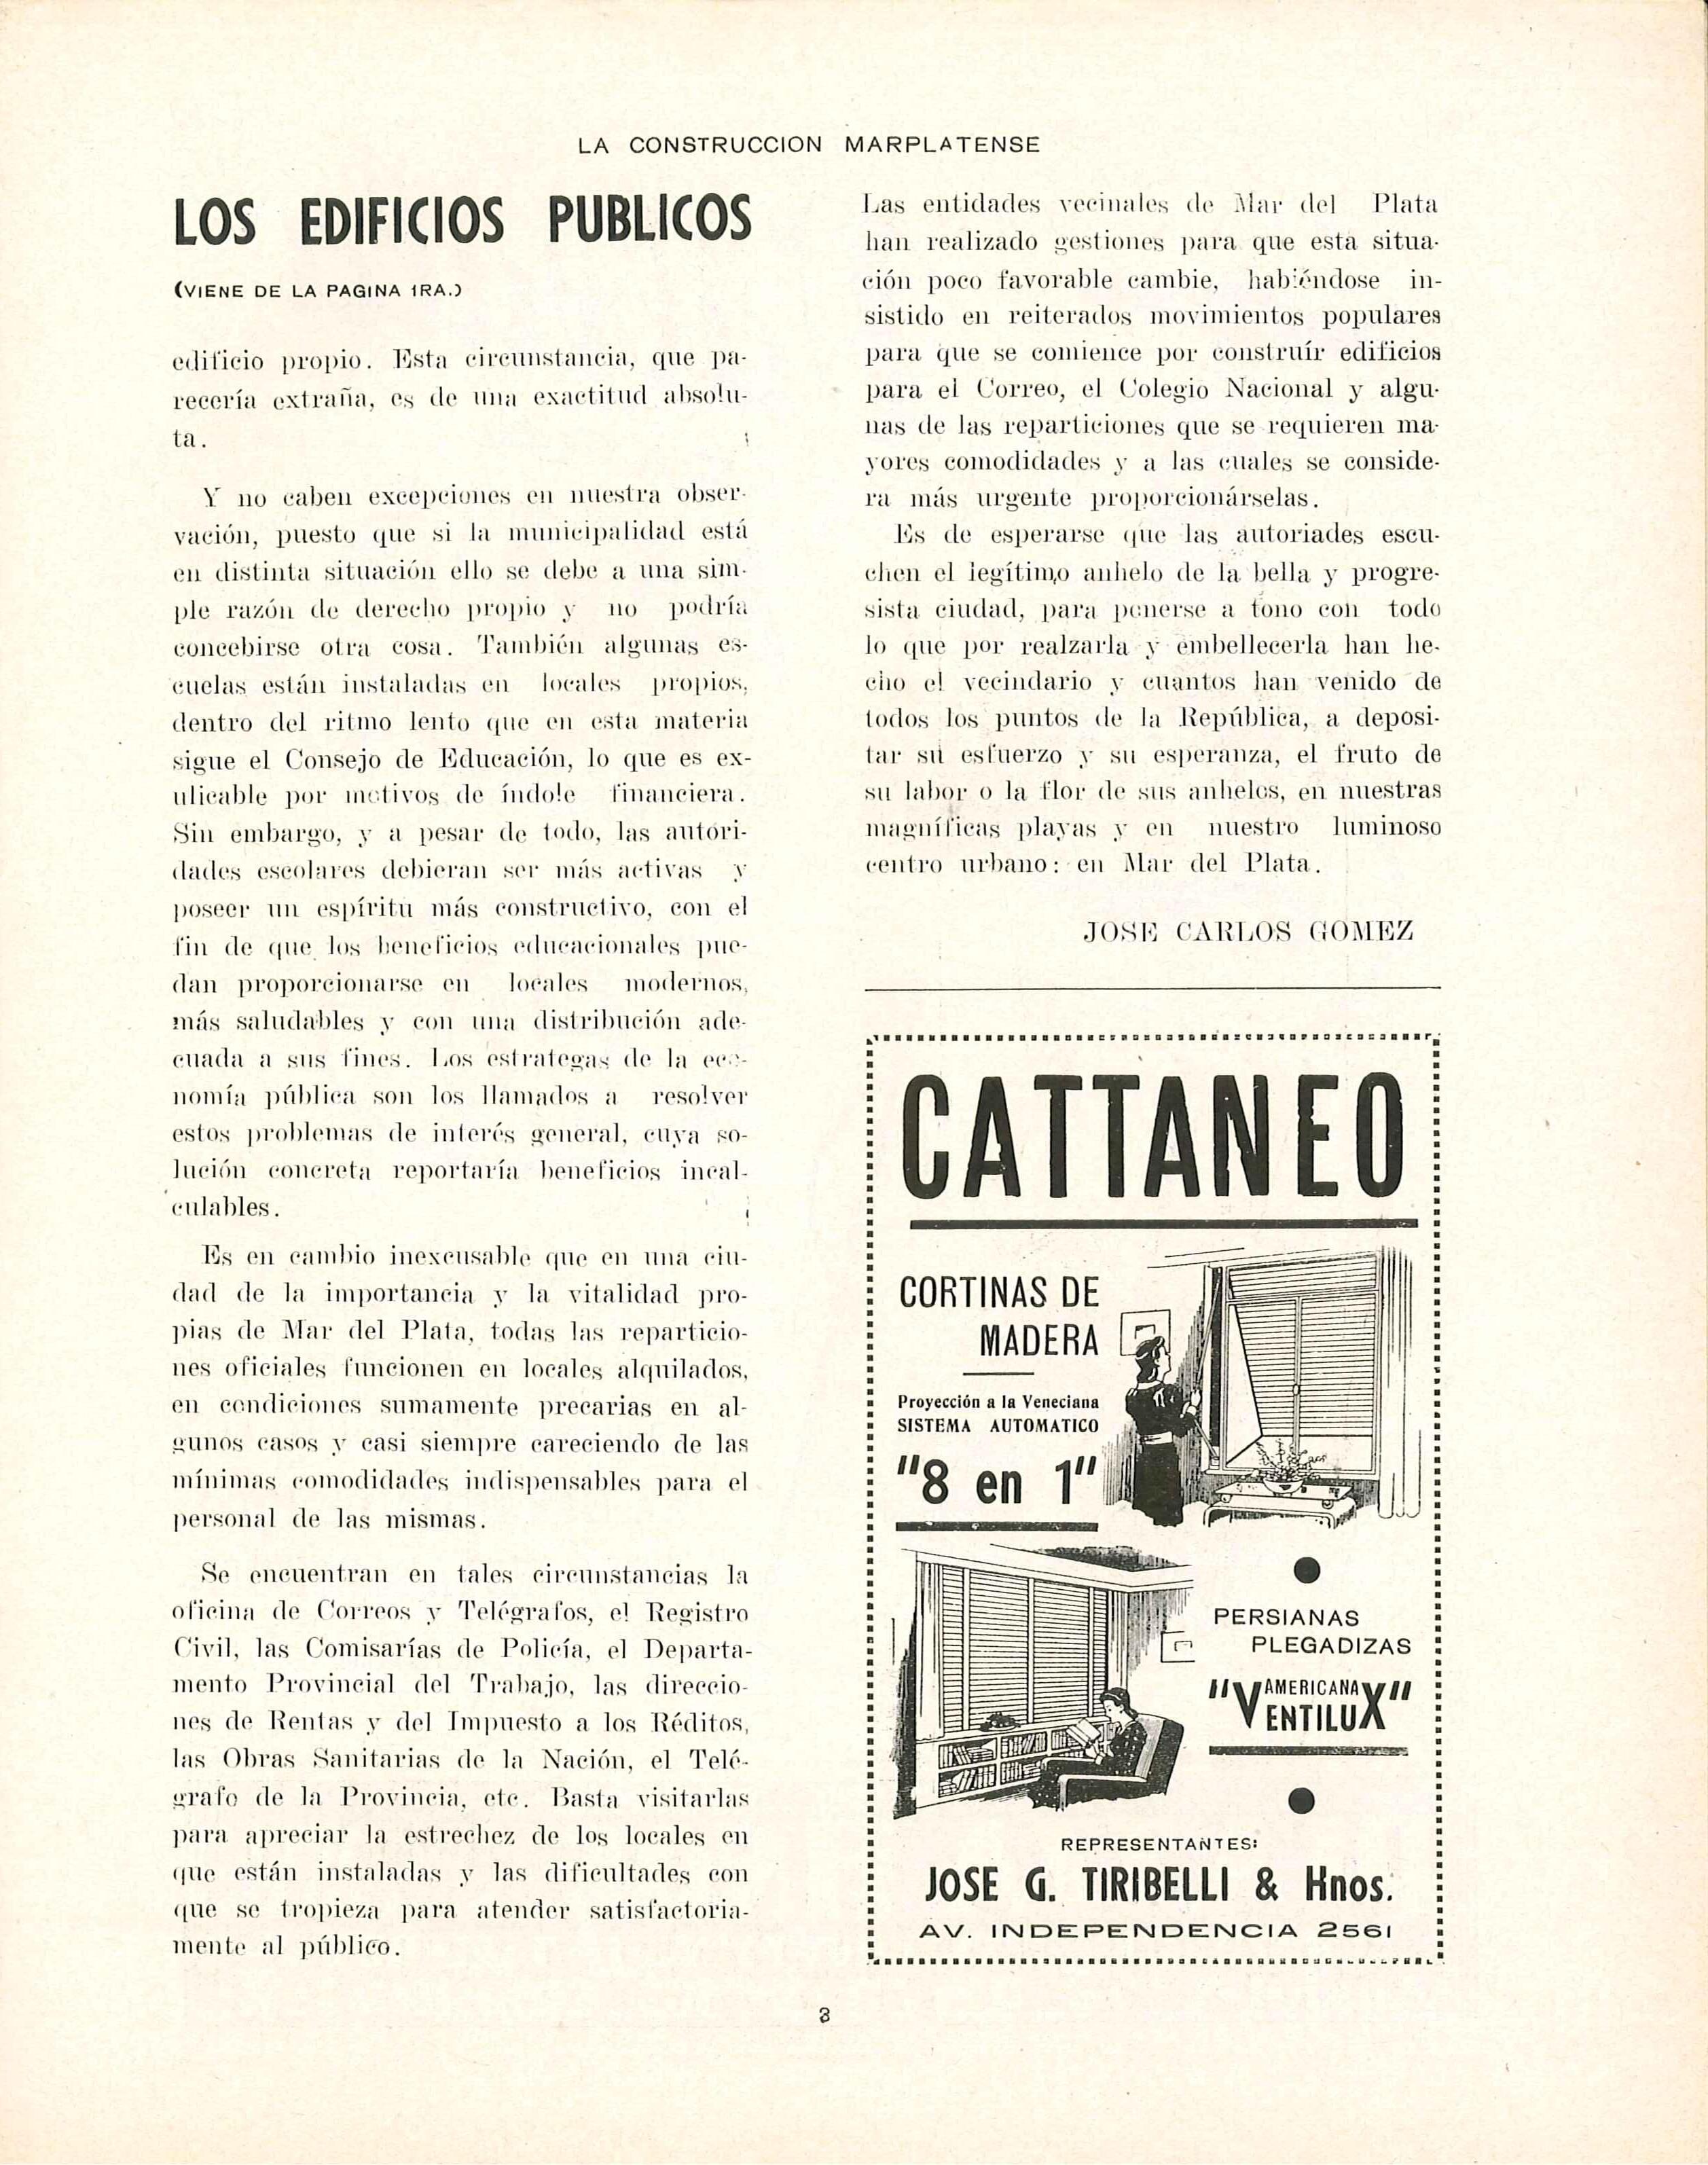 LA CONSTRUCCION MARPLATENSE
LOS EDIFICIOS PUBLICOS
(VIENE DE LA PAGINA 1RA.)
edificio propio. Esta circunstancia, que pa-
recería extraña, es de una exactitud absolu-
ta.
Y no caben excepciones en nuestra obser-
vación, puesto que si la municipalidad está
en distinta situación ello se debe a una sim-
ple razón de derecho propio y no podría
concebirse otra cosa. También algunas es-
cuelas están instaladas en locales propios,
dentro del ritmo lento que en esta materia
sigue el Consejo de Educación, lo que es ex-
plicable por motivos de índole financiera.
Sin embargo, y a pesar de todo, las autori-
dades escolares debieran ser más activas y
poseer un espíritu más constructivo, con el
fin de que los beneficios educacionales pue-
dan proporcionarse en locales modernos,
más saludables y con una distribución ade-
cuada a sus fines. Los estrategas de la eco-
nomía pública son los llamados a resolver
estos problemas de interés general, cuya so-
lución concreta reportaría beneficios incal-
culables.
Es en cambio inexcusable que en una ciu-
dad de la importancia y la vitalidad pro-
pias de Mar del Plata, todas las reparticio-
nes oficiales funcionen en locales alquilados,
en condiciones sumamente precarias en al-
gunos casos y casi siempre careciendo de las
mínimas comodidades indispensables para el
personal de las mismas.
Se encuentran en tales circunstancias la
oficina de Correos y Telégrafos, el Registro
Civil, las Comisarías de Policía, el Departa-
mento Provincial del Trabajo, las direccio-
nes de Rentas y del Impuesto a los Réditos,
las Obras Sanitarias de la Nación, el Telé-
grafo de la Provincia, etc. Basta visitarlas
para apreciar la estrechez de los locales en
que están instaladas y las dificultades con
que se tropieza para atender satisfactoria-
mente al público.
Las entidades vecinales de Mar del Plata
han realizado gestiones para que esta situa-
ción poco favorable cambie, habiéndose in-
sistido en reiterados movimientos populares
para que se comience por construír edificios
para el Correo, el Colegio Nacional y algu-
nas de las reparticiones que se requieren ma-
yores comodidades y a las cuales se conside-
ra más urgente proporcionárselas.
Es de esperarse que las autoriades escu-
chen el legítimo anhelo de la bella y progre-
sista ciudad, para ponerse a tono con todo
lo que por realzarla y embellecerla han he-
cho el vecindario y cuantos han venido de
todos los puntos de la República, a deposi-
tar su esfuerzo y su esperanza, el fruto de
su labor o la flor de sus anhelos, en nuestras
magníficas playas y en nuestro luminoso
centro urbano: en Mar del Plata.
JOSE CARLOS GOMEZ
CATTANEO
CORTINAS DE
MADERA
Proyección a la Veneciana
SISTEMA AUTOMATICO
"8 en 1"
PERSIANAS
PLEGADIZAS
AMERICANA
"VENTILUX"
REPRESENTANTES:
JOSE G. TIRIBELLI & Hnos.
AV. INDEPENDENCIA 2561
3